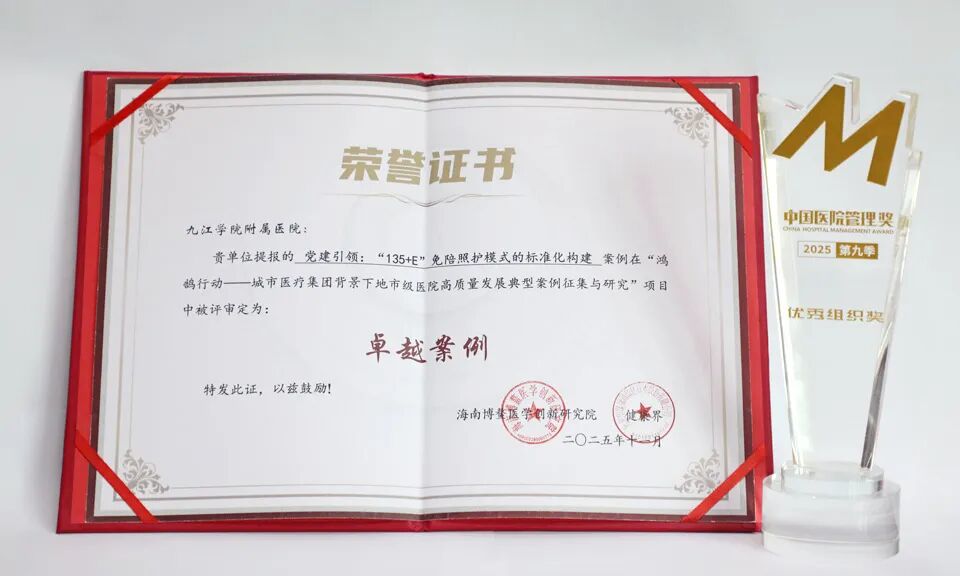 荣誉证书
九江学院附属医院：
贵单位提报的 党建引领：“135+E”免陪照护模式的标准化构建 案例在“鸿
鹄行动——城市医疗集团背景下地市级医院高质量发展典型案例征集与研究”项目
中被评审定为：
卓越案例
特发此证，以兹鼓励！
海南博鳌医学创新研究院 健康界
二〇二五年十一月
M
中国医院管理奖
CHINA HOSPITAL MANAGEMENT AWARD
2025 第九季
优秀组织奖